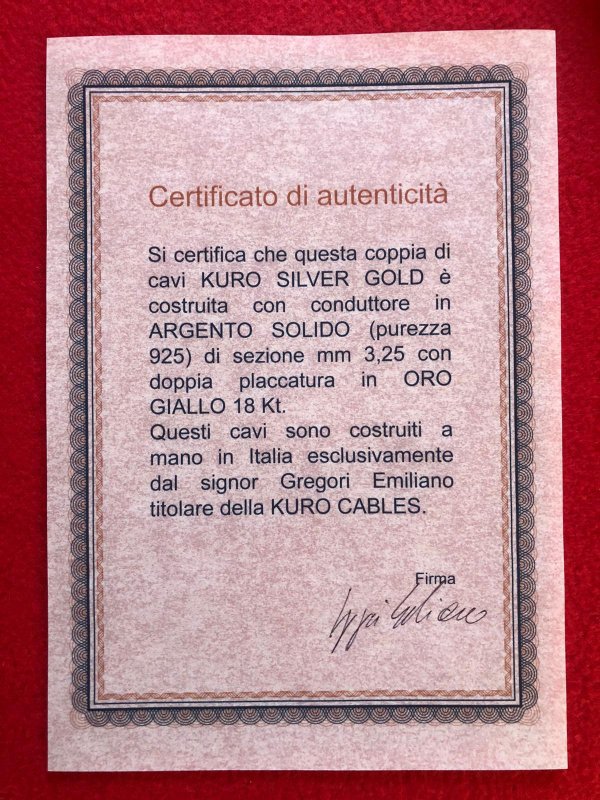 Certificato di autenticità
Si certifica che questa coppia di
cavi KURO SILVER GOLD è
costruita con conduttore in
ARGENTO SOLIDO (purezza
925) di sezione mm 3,25 con
doppia placcatura in ORO
GIALLO 18 Kt.
Questi cavi sono costruiti a
mano in Italia esclusivamente
dal signor Gregori Emiliano
titolare della KURO CABLES.
Firma